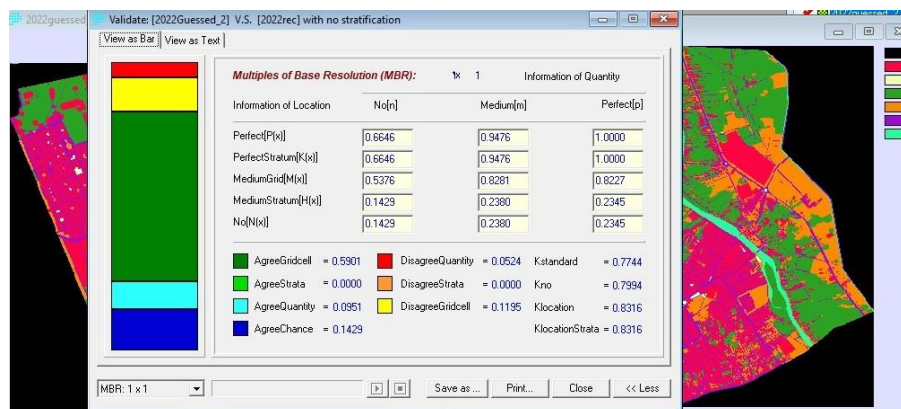 2022guessed
Validate: [2022Guessed_2] V.S. [2022rec] with no stratification
2022guessed_2
View as Bar View as Text
Multiples of Base Resolution (MBR): 1x 1 Information of Quantity
Information of Location No[n] Medium[m] Perfect[p]
Perfect[P(x)] 0.6646 0.9476 1.0000
PerfectStratum[K(x)] 0.6646 0.9476 1.0000
MediumGrid[M(x)] 0.5376 0.8281 0.8227
MediumStratum[H(x)] 0.1429 0.2380 0.2345
No[N(x)] 0.1429 0.2380 0.2345
AgreeGridcell = 0.5901 DisagreeQuantity = 0.0524 Kstandard = 0.7744
AgreeStrata = 0.0000 DisagreeStrata = 0.0000 Kno = 0.7994
AgreeQuantity = 0.0951 DisagreeGridcell = 0.1195 Klocation = 0.8316
AgreeChance = 0.1429 KlocationStrata = 0.8316
MBR: 1 x 1 Save as ... Print... Close << Less